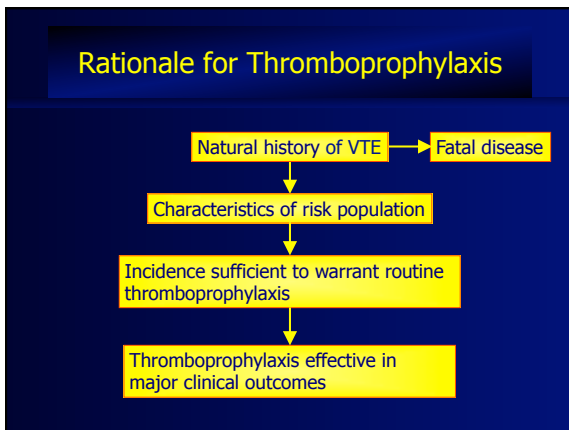 Rationale for Thromboprophylaxis
Natural history of VTE
Fatal disease
Characteristics of risk population
Incidence sufficient to warrant routine
thromboprophylaxis
Thromboprophylaxis effective in
major clinical outcomes